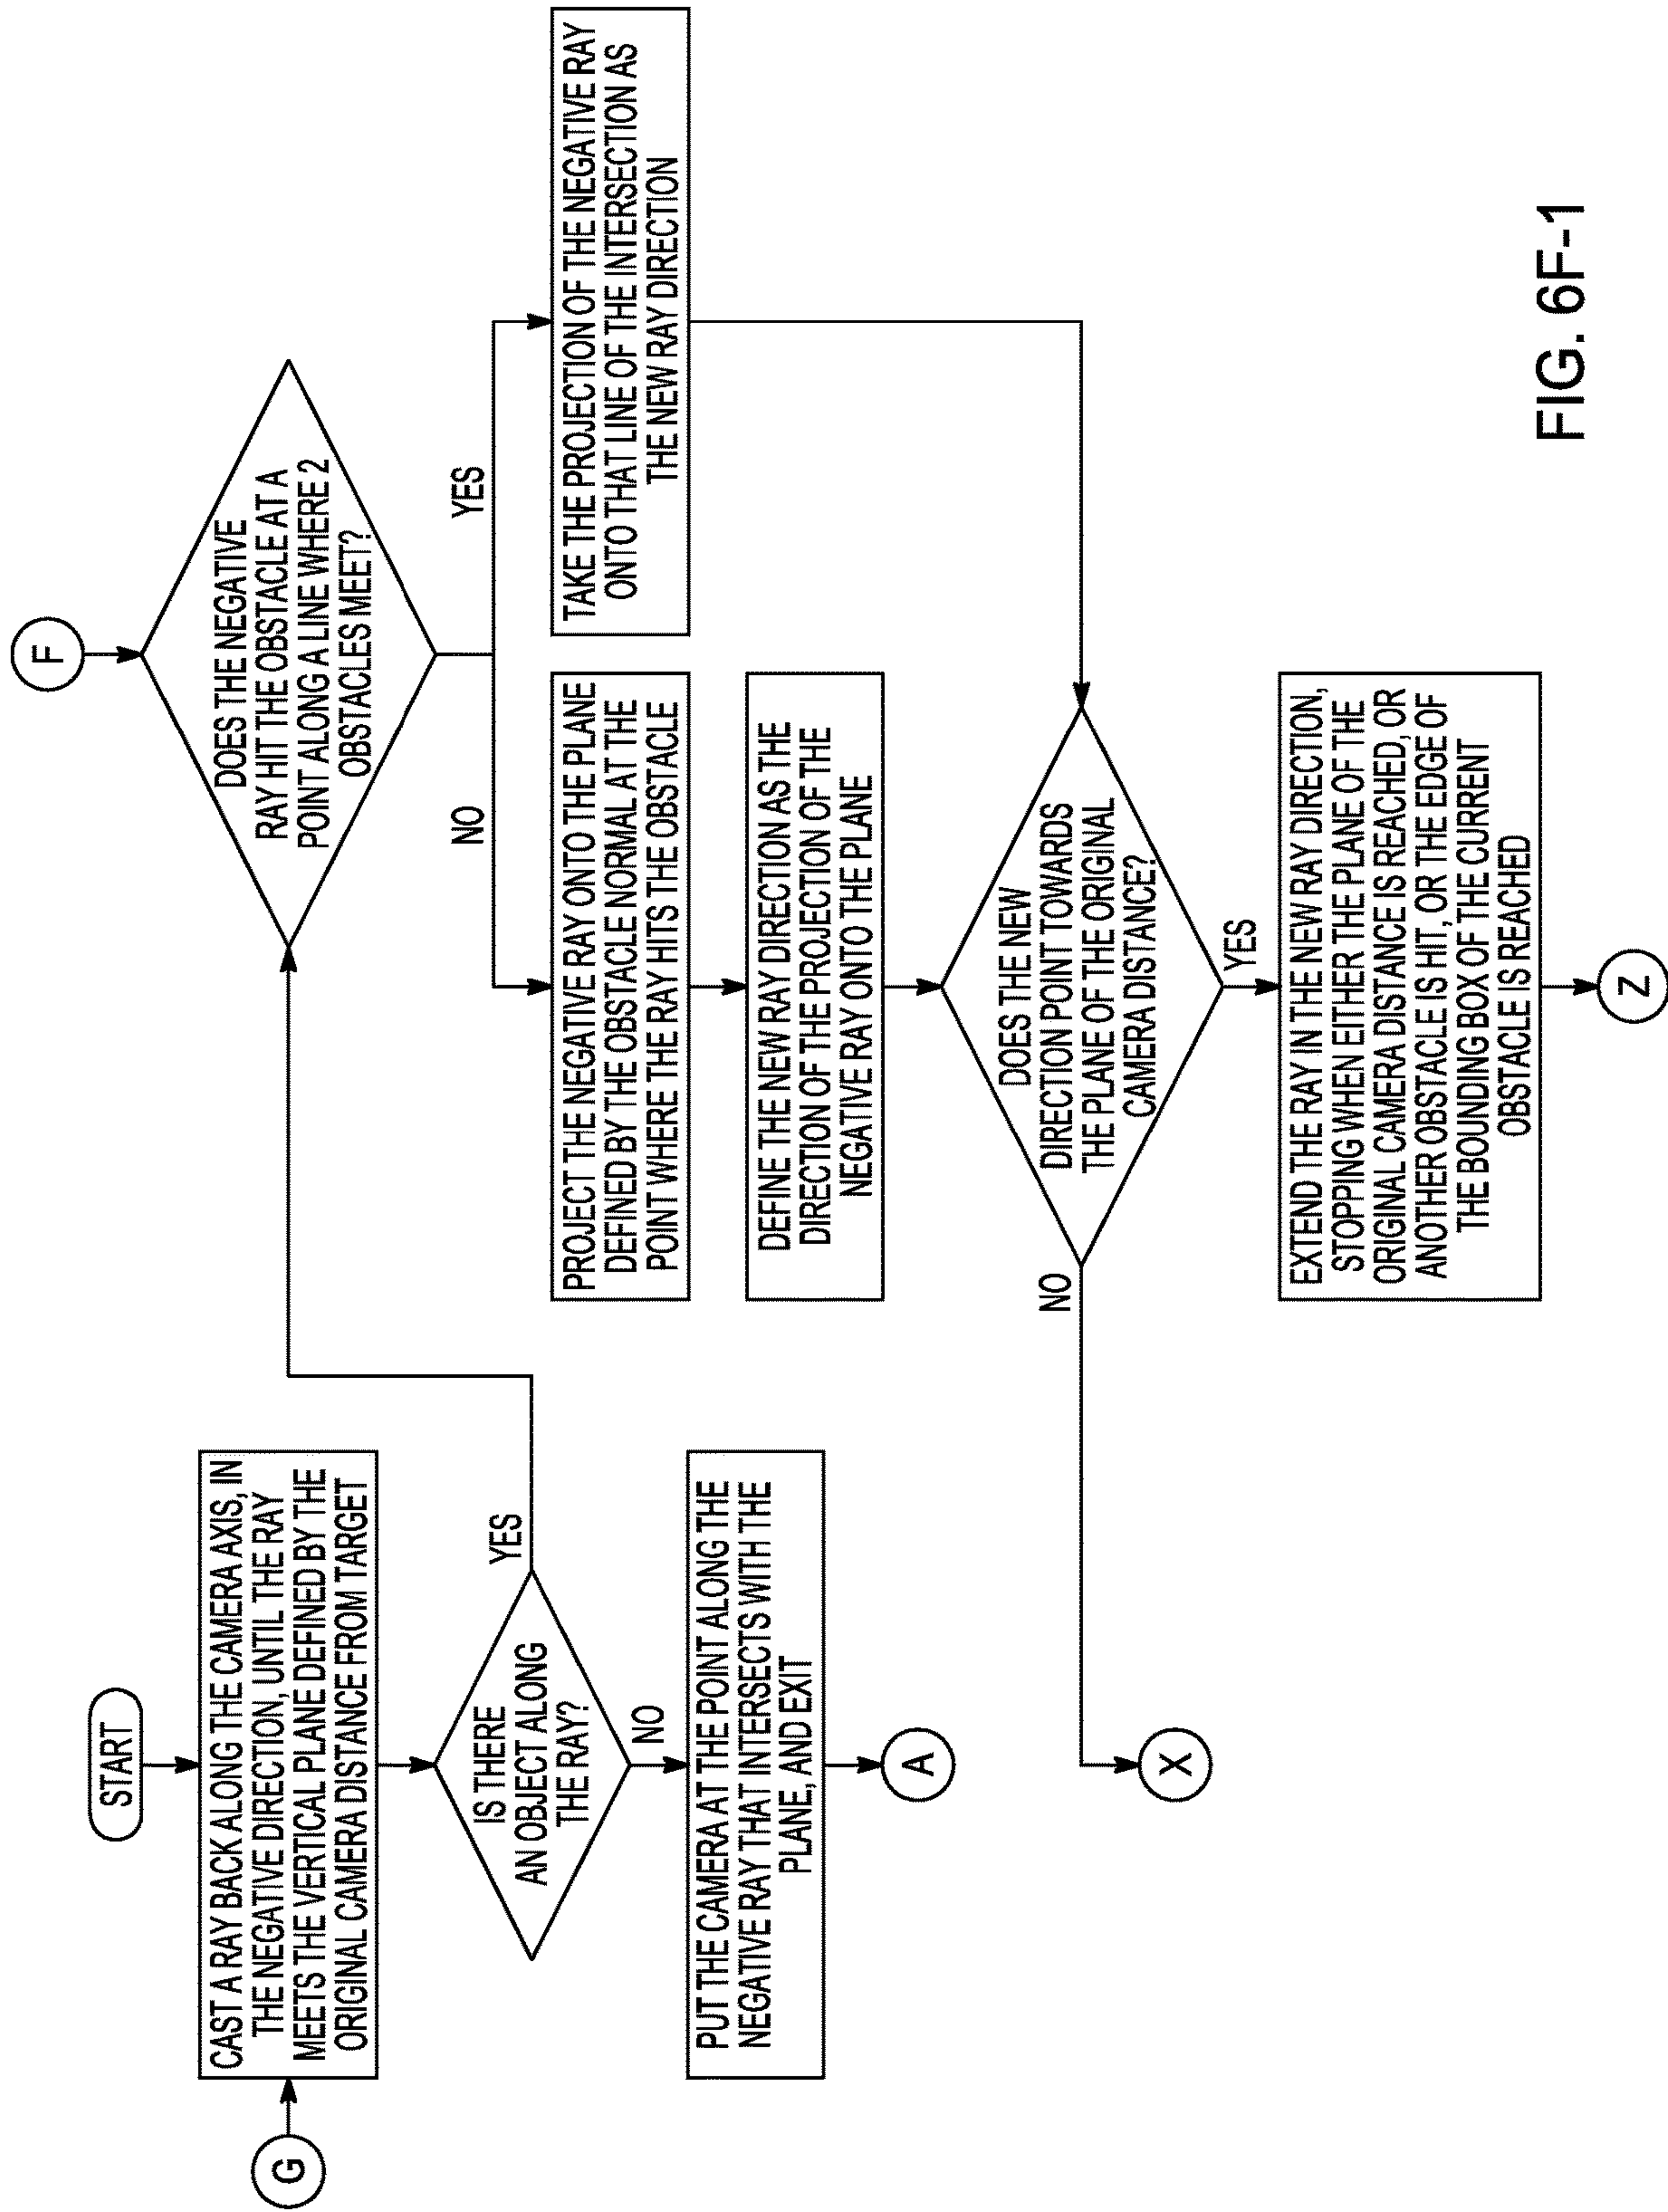 START
G
CAST A RAY BACK ALONG THE CAMERA AXIS, IN
THE NEGATIVE DIRECTION, UNTIL THE RAY
MEETS THE VERTICAL PLANE DEFINED BY THE
ORIGINAL CAMERA DISTANCE FROM TARGET
IS THERE
AN OBJECT ALONG
THE RAY?
YES
NO
PUT THE CAMERA AT THE POINT ALONG THE
NEGATIVE RAY THAT INTERSECTS WITH THE
PLANE, AND EXIT
A
F
DOES THE NEGATIVE
RAY HIT THE OBSTACLE AT A
POINT ALONG A LINE WHERE 2
OBSTACLES MEET?
NO
YES
PROJECT THE NEGATIVE RAY ONTO THE PLANE
DEFINED BY THE OBSTACLE NORMAL AT THE
POINT WHERE THE RAY HITS THE OBSTACLE
TAKE THE PROJECTION OF THE NEGATIVE RAY
ONTO THAT LINE OF THE INTERSECTION AS
THE NEW RAY DIRECTION
DEFINE THE NEW RAY DIRECTION AS THE
DIRECTION OF THE PROJECTION OF THE
NEGATIVE RAY ONTO THE PLANE
DOES THE NEW
DIRECTION POINT TOWARDS
THE PLANE OF THE ORIGINAL
CAMERA DISTANCE?
NO
X
YES
EXTEND THE RAY IN THE NEW RAY DIRECTION,
STOPPING WHEN EITHER THE PLANE OF THE
ORIGINAL CAMERA DISTANCE IS REACHED, OR
ANOTHER OBSTACLE IS HIT, OR THE EDGE OF
THE BOUNDING BOX OF THE CURRENT
OBSTACLE IS REACHED
Z
FIG. 6F-1